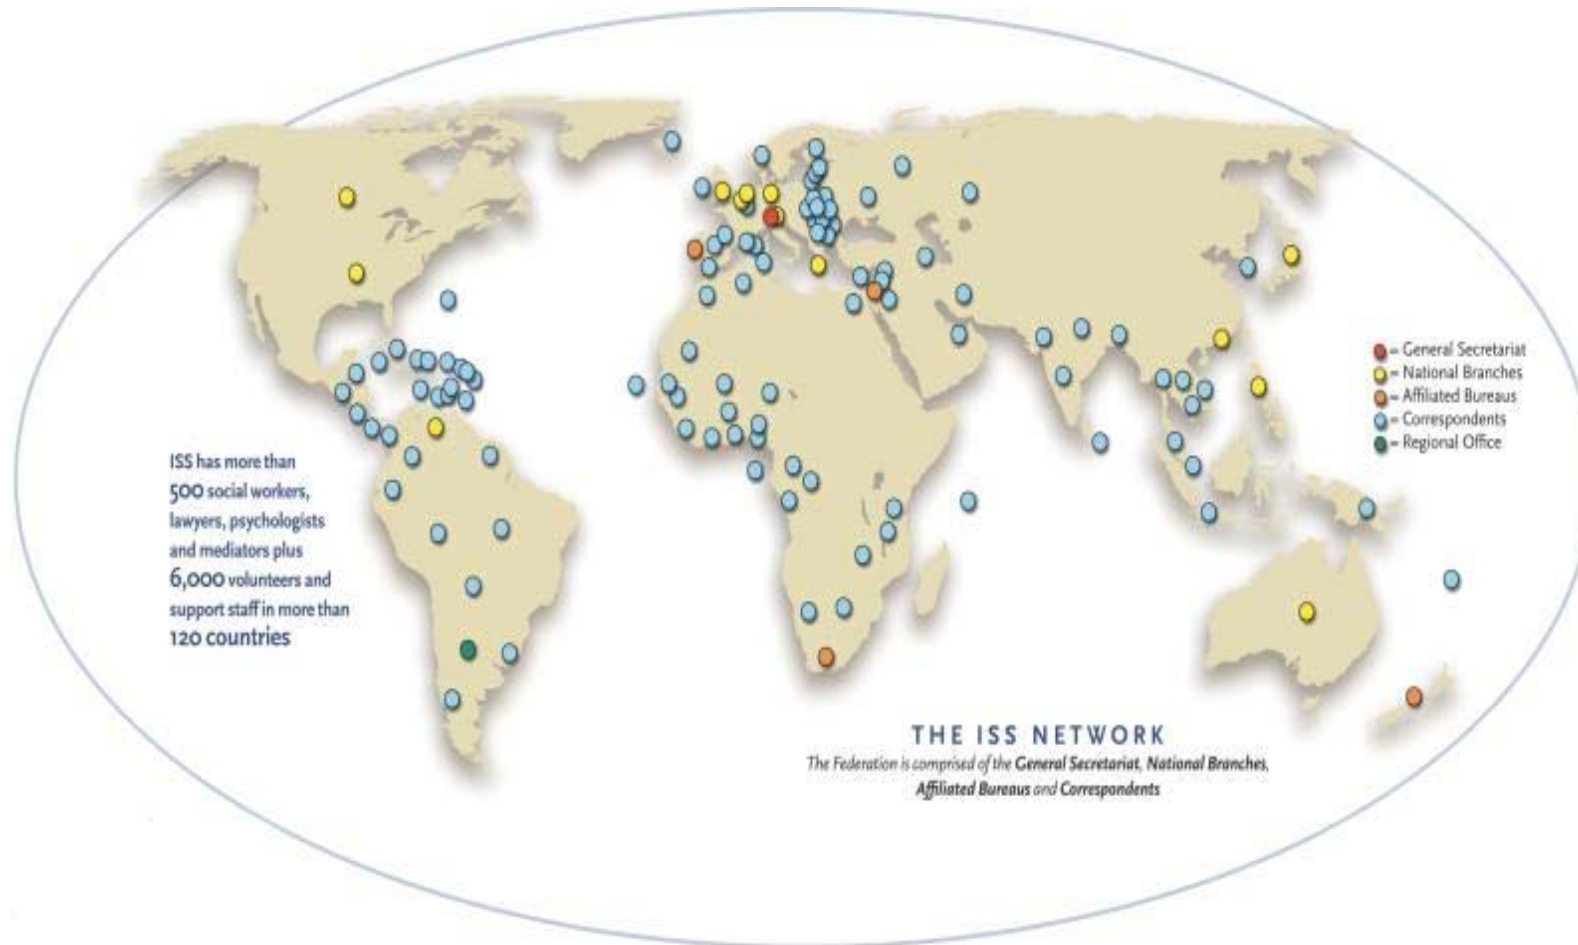 = General Secretariat
= National Branches
= Affiliated Bureaus
= Correspondents
= Regional Office
ISS has more than
500 social workers,
lawyers, psychologists
and mediators plus
6,000 volunteers and
support staff in more than
120 countries
THE ISS NETWORK
The Federation is comprised of the General Secretariat, National Branches,
Affiliated Bureaus and Correspondents